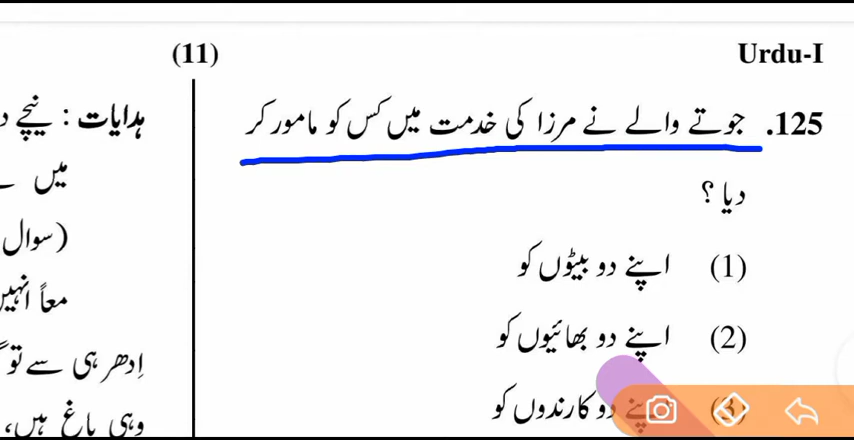 Urdu-I
(11)
125. جوتے والے نے مرزا کی خدمت میں کس کو مامور کر
دیا ؟
(1) اپنے دو بیٹوں کو
(2) اپنے دو بھائیوں کو
(3) اپنے دو کارندوں کو
ہدایات : نیچے
میں
(سوال
معاً انہیں
اِدھر ہی سے تو
وہی باغ ہیں،